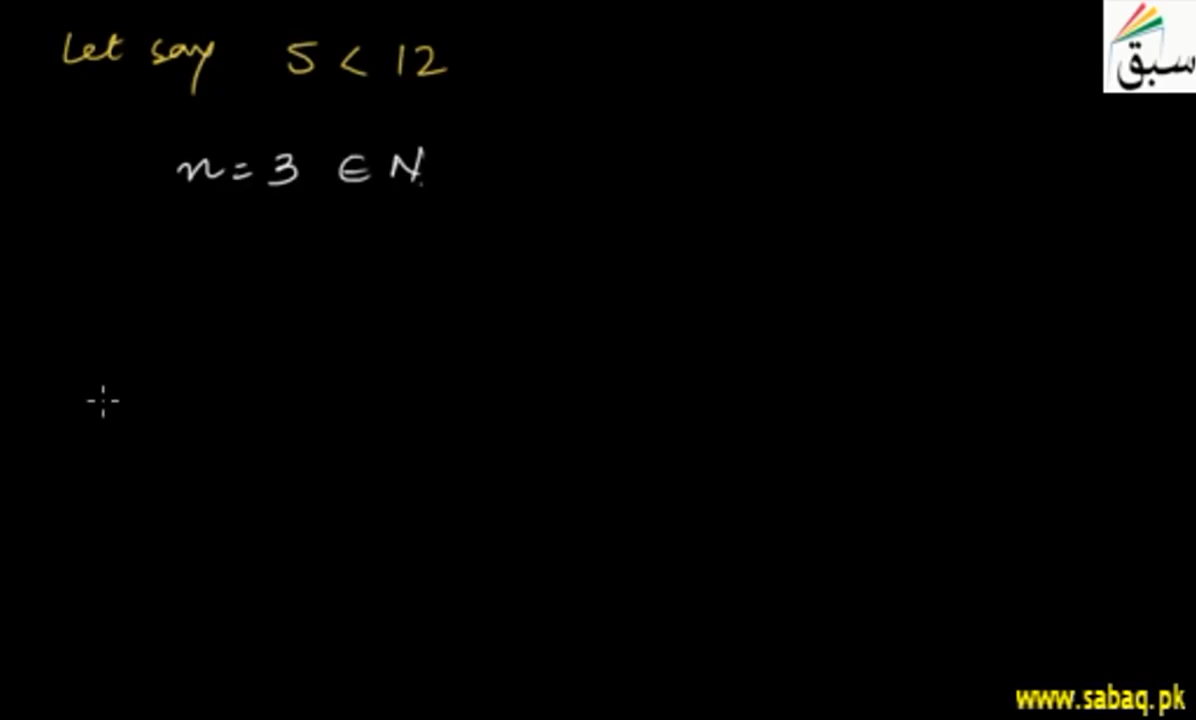 Let say 5 < 12
سبق
n = 3 ∈ N
www.sabaq.pk